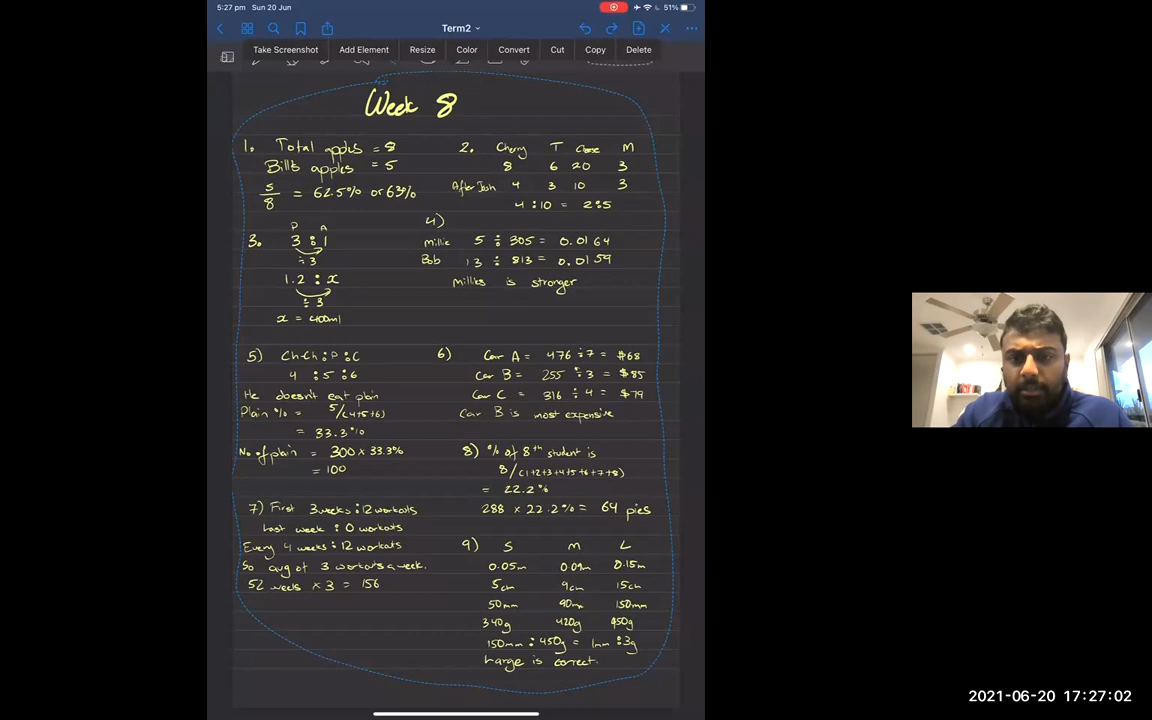 5:27 pm Sun 20 Jun
51%
Term2
Take Screenshot Add Element Resize Color Convert Cut Copy Delete
Week 8
1. Total apples = 8
Bill's apples = 5
5/8 = 62.5% or 63%
2. Cherry T Choc M
8 6 20 3
After Josh 4 3 10 3
4:10 = 2:5
3. P A
3:1
÷3
1.2 : x
÷3
x = 400ml
4)
Millie 5 ÷ 305 = 0.0164
Bob 13 ÷ 813 = 0.0159
Millies is stronger
5) ChCh:P:C
4 :5 :6
He doesn't eat plain
Plain % = 5/(4+5+6)
= 33.3%
No of plain = 300 x 33.3%
= 100
6) Car A = 476 ÷7 = $68
Car B = 255 ÷3 = $85
Car C = 316 ÷ 4 = $79
Car B is most expensive
7) First 3 weeks : 12 workouts
Last week : 0 workouts
Every 4 weeks : 12 workouts
So avg of 3 workouts a week.
52 weeks x 3 = 156
8) % of 8th student is
8/(1+2+3+4+5+6+7+8)
= 22.2%
288 x 22.2% = 64 pies
9) S M L
0.05m 0.09m 0.15m
5cm 9cm 15cm
50mm 90mm 150mm
340g 420g 450g
150mm : 450g = 1mm : 3g
Large is correct.
2021-06-20 17:27:02